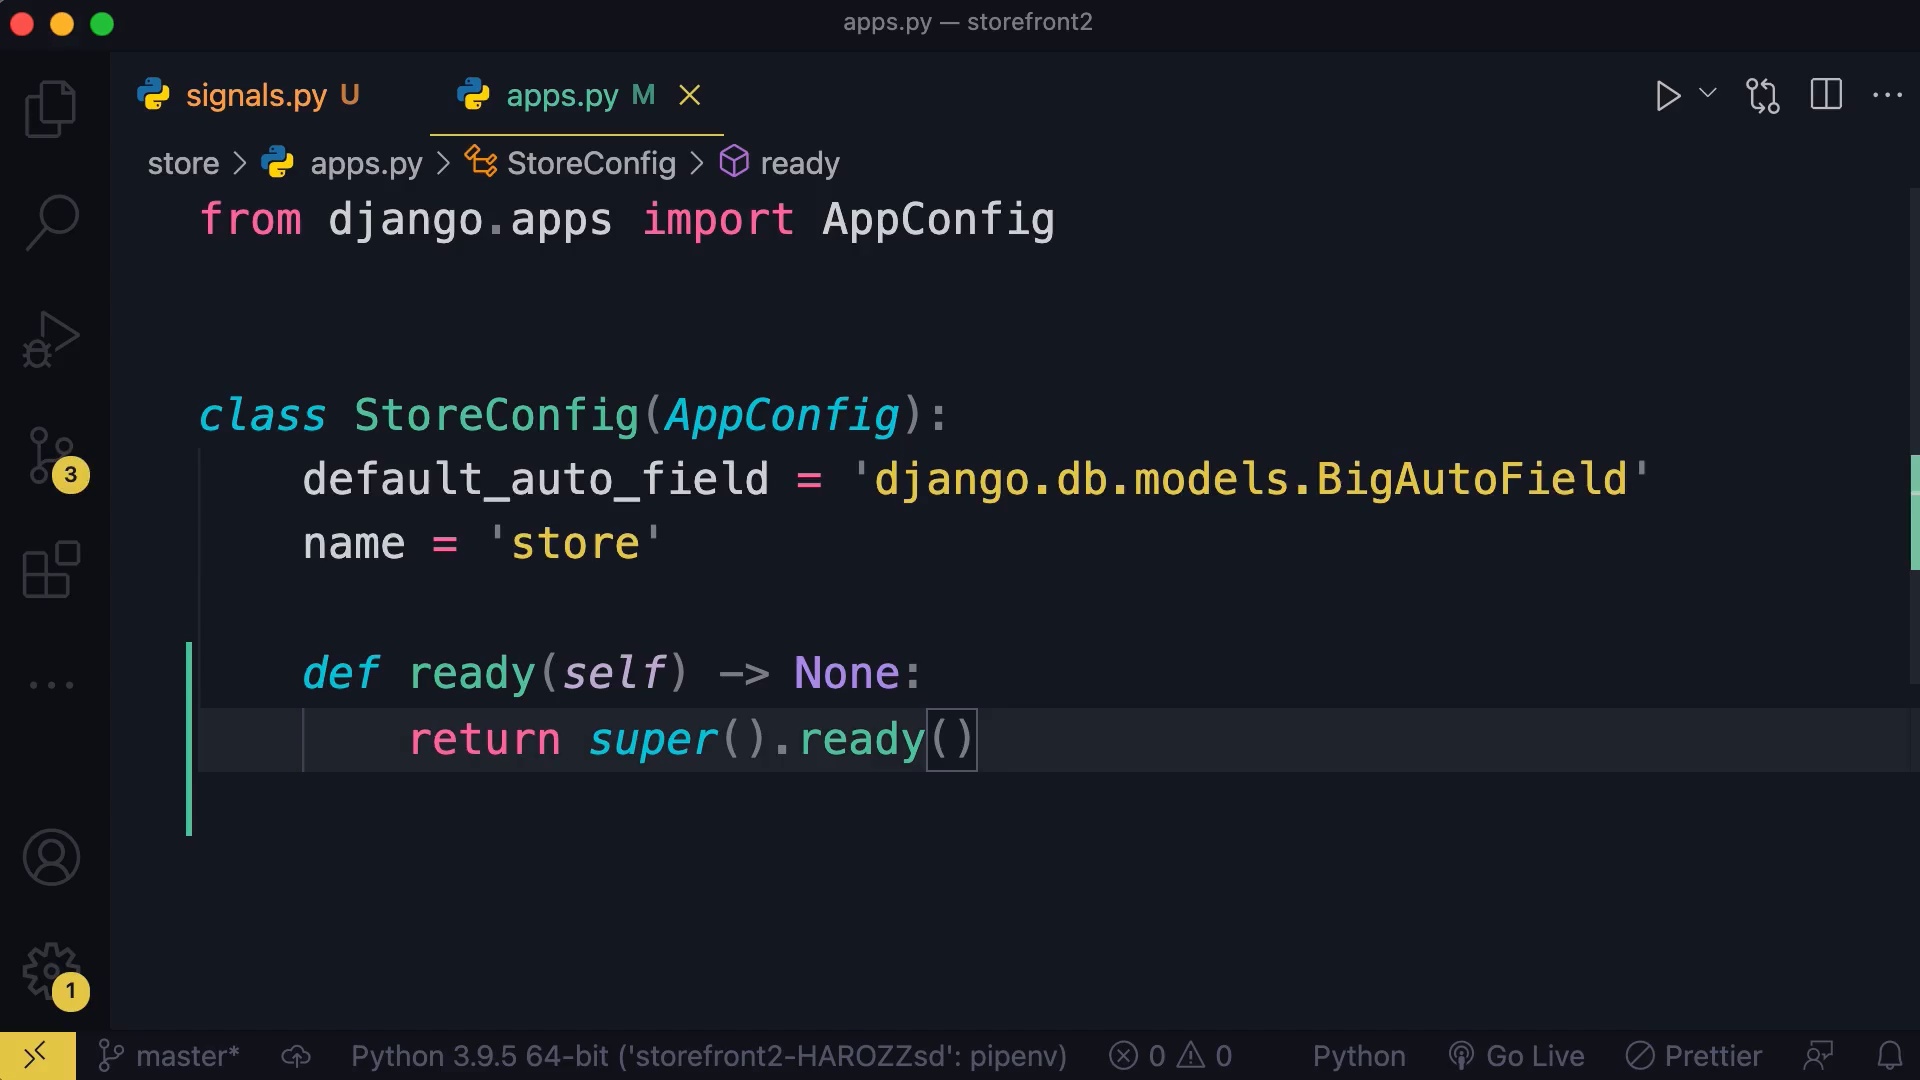 apps.py — storefront2
signals.py U
apps.py M
store > apps.py > StoreConfig > ready
from django.apps import AppConfig
class StoreConfig(AppConfig):
    default_auto_field = 'django.db.models.BigAutoField'
    name = 'store'
    def ready(self) -> None:
        return super().ready()
3
1
master* Python 3.9.5 64-bit ('storefront2-HAROZZsd': pipenv) 0 0 Python Go Live Prettier